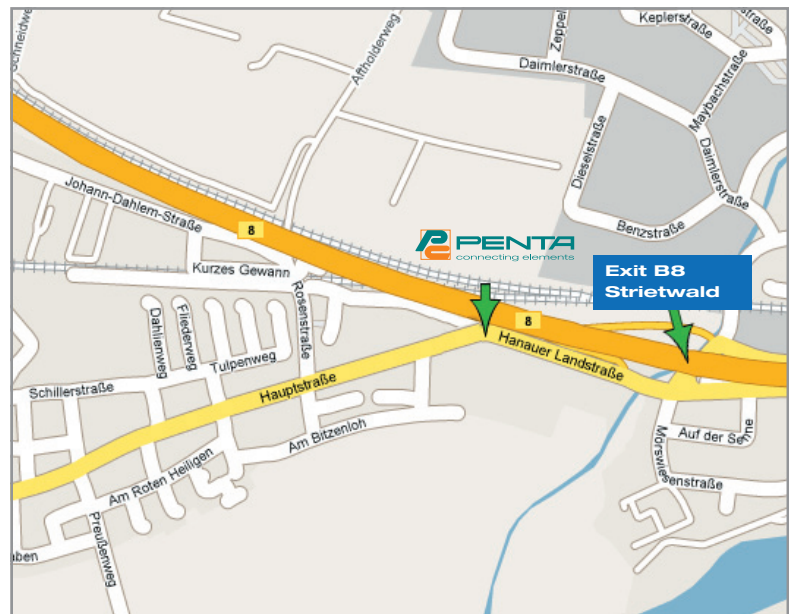 Schneidweg
Aftholderweg
Zeppel
Keplerstraße
Daimlerstraße
Maybachstraße
Dieselstraße
Daimlerstraße
Benzstraße
Johann-Dahlem-Straße
8
PENTA
connecting elements
Exit B8
Strietwald
Kurzes Gewann
Rosenstraße
8
Hanauer Landstraße
Dahlienweg
Fliederweg
Tulpenweg
Schillerstraße
Hauptstraße
Am Bitzenloh
Auf der Se
Am Roten Heiligen
Preußenweg
aben